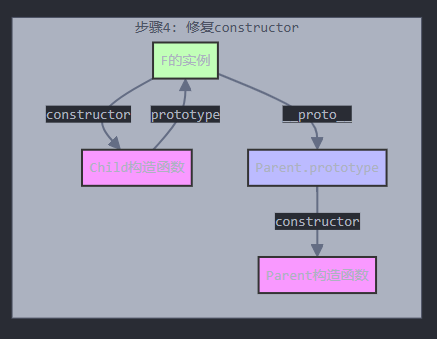 步骤4: 修复constructor
F的实例
constructor
prototype
__proto__
Child构造函数
Parent.prototype
constructor
Parent构造函数